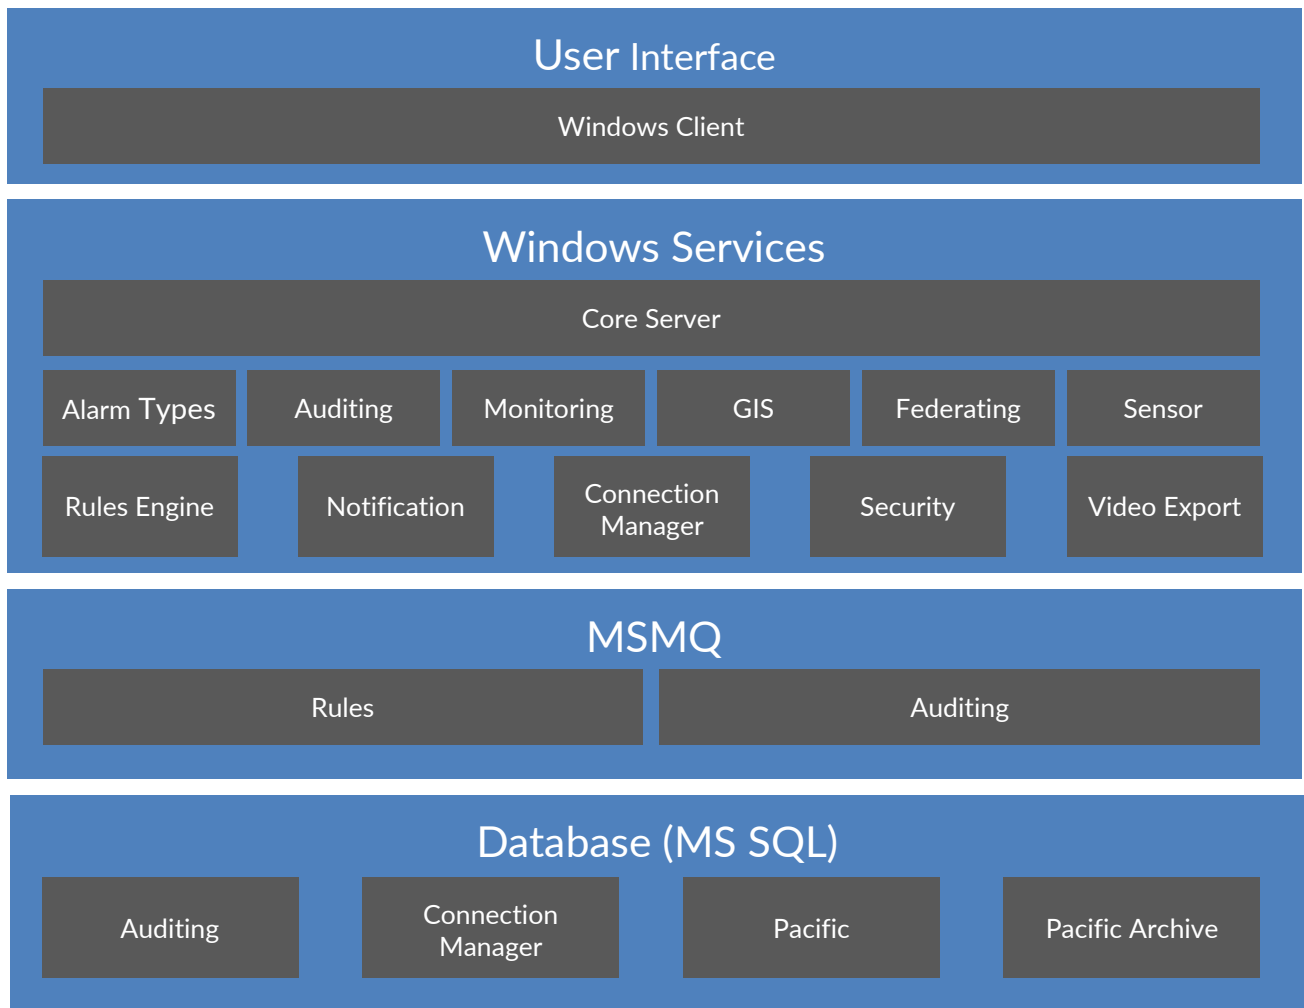 User Interface
Windows Client
Windows Services
Core Server
Alarm Types
Auditing
Monitoring
GIS
Federating
Sensor
Rules Engine
Notification
Connection
Manager
Security
Video Export
MSMQ
Rules
Auditing
Database (MS SQL)
Auditing
Connection
Manager
Pacific
Pacific Archive